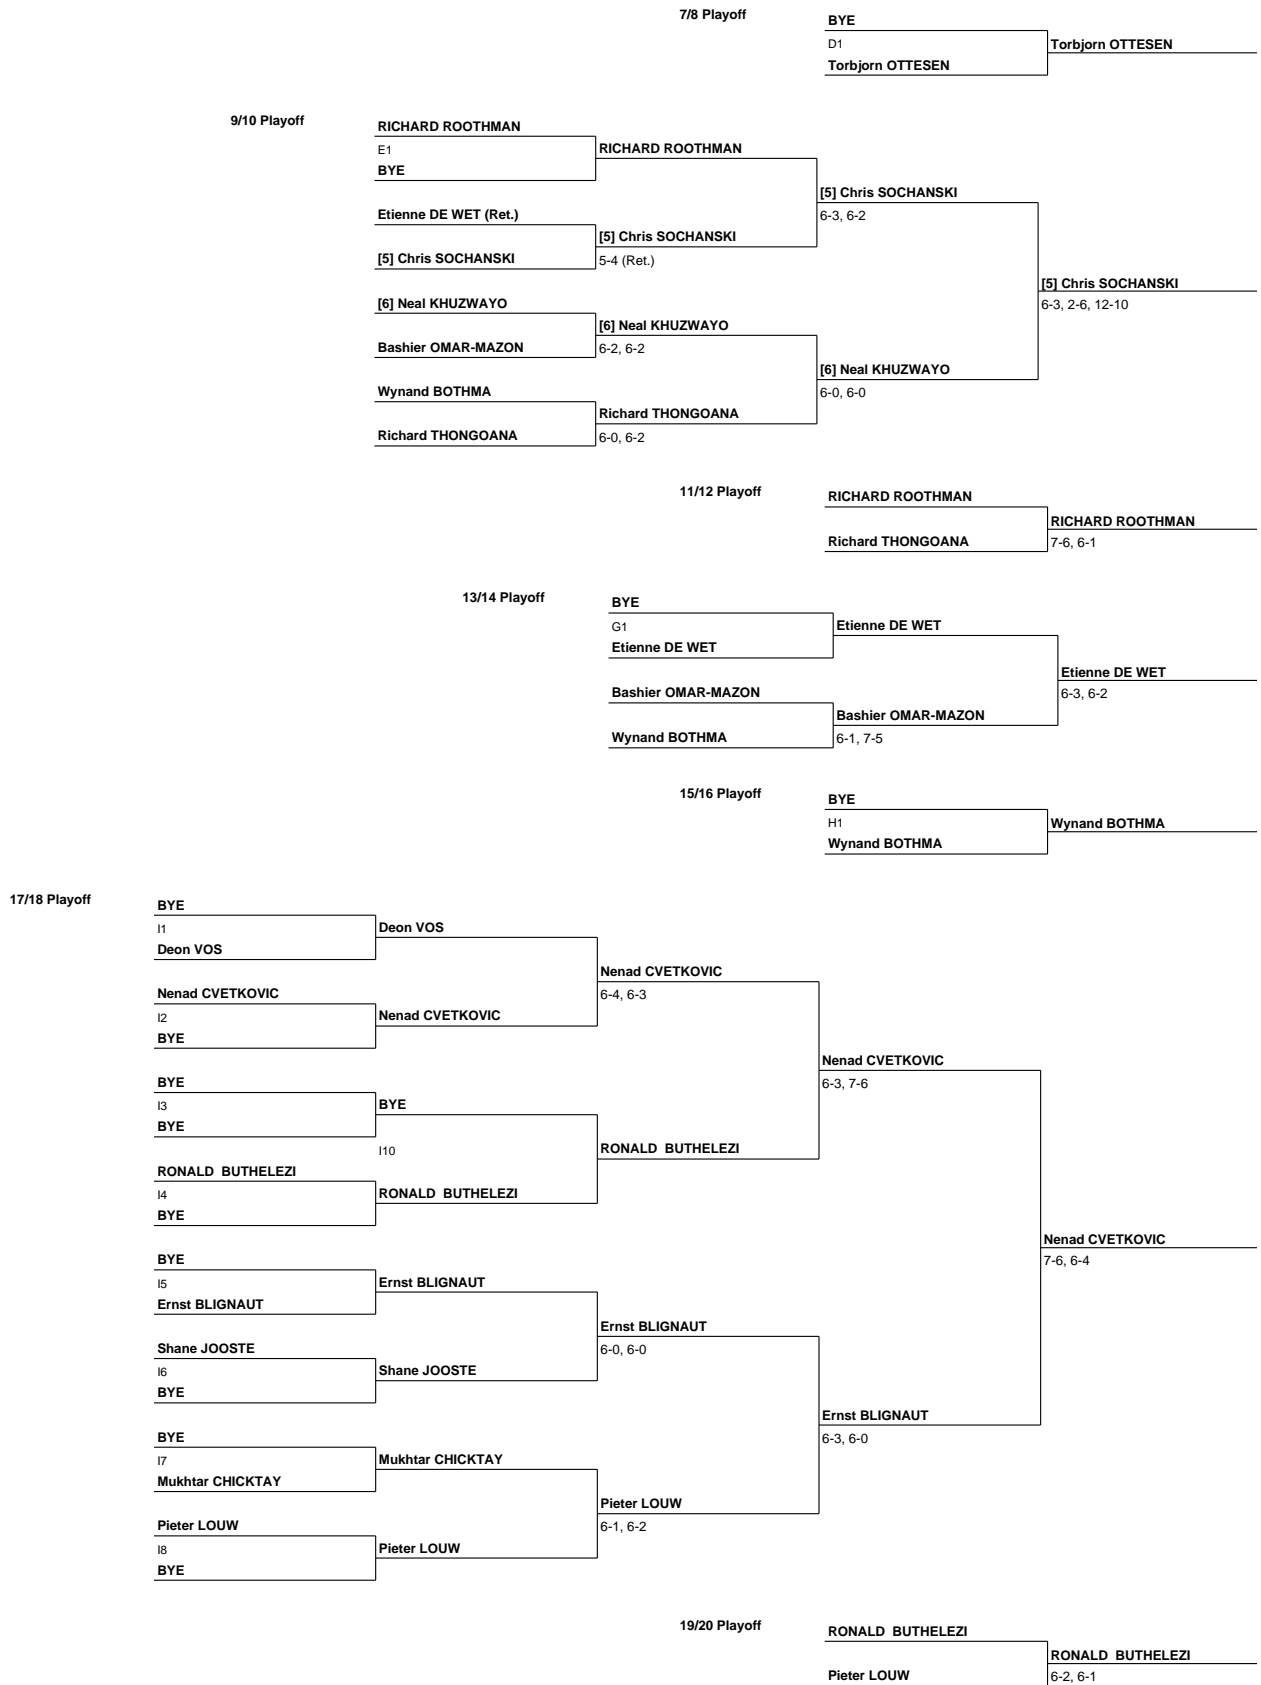 7/8 Playoff
BYE
D1
Torbjorn OTTESEN
Torbjorn OTTESEN
9/10 Playoff
RICHARD ROOTHMAN
E1
RICHARD ROOTHMAN
BYE
[5] Chris SOCHANSKI
6-3, 6-2
Etienne DE WET (Ret.)
[5] Chris SOCHANSKI
[5] Chris SOCHANSKI
5-4 (Ret.)
[5] Chris SOCHANSKI
6-3, 2-6, 12-10
[6] Neal KHUZWAYO
[6] Neal KHUZWAYO
Bashier OMAR-MAZON
6-2, 6-2
[6] Neal KHUZWAYO
6-0, 6-0
Wynand BOTHMA
Richard THONGOANA
Richard THONGOANA
6-0, 6-2
11/12 Playoff
RICHARD ROOTHMAN
RICHARD ROOTHMAN
Richard THONGOANA
7-6, 6-1
13/14 Playoff
BYE
G1
Etienne DE WET
Etienne DE WET
Etienne DE WET
6-3, 6-2
Bashier OMAR-MAZON
Bashier OMAR-MAZON
Wynand BOTHMA
6-1, 7-5
15/16 Playoff
BYE
H1
Wynand BOTHMA
Wynand BOTHMA
17/18 Playoff
BYE
I1
Deon VOS
Deon VOS
Nenad CVETKOVIC
6-4, 6-3
Nenad CVETKOVIC
I2
Nenad CVETKOVIC
BYE
Nenad CVETKOVIC
6-3, 7-6
BYE
I3
BYE
BYE
I10
RONALD BUTHELEZI
RONALD BUTHELEZI
I4
RONALD BUTHELEZI
BYE
Nenad CVETKOVIC
7-6, 6-4
BYE
I5
Ernst BLIGNAUT
Ernst BLIGNAUT
Ernst BLIGNAUT
6-0, 6-0
Shane JOOSTE
I6
Shane JOOSTE
BYE
Ernst BLIGNAUT
6-3, 6-0
BYE
I7
Mukhtar CHICKTAY
Mukhtar CHICKTAY
Pieter LOUW
6-1, 6-2
Pieter LOUW
I8
Pieter LOUW
BYE
19/20 Playoff
RONALD BUTHELEZI
RONALD BUTHELEZI
Pieter LOUW
6-2, 6-1